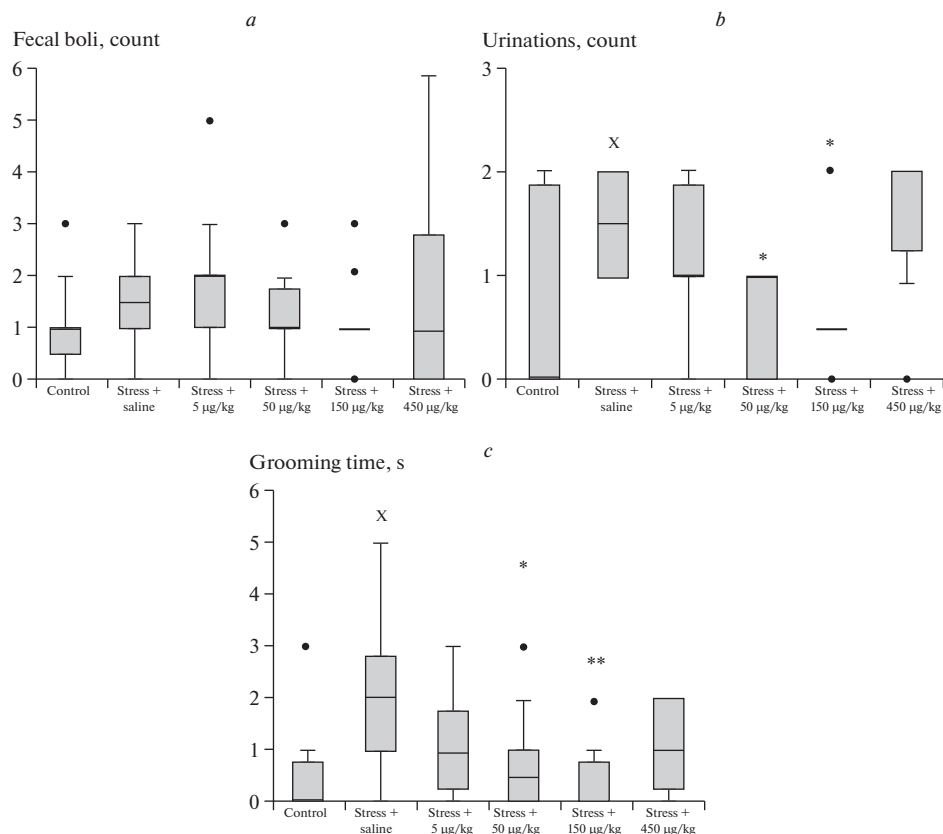 a
Fecal boli, count
6
5
4
3
2
1
0
Control
Stress +
saline
Stress +
5 µg/kg
Stress +
50 µg/kg
Stress +
150 µg/kg
Stress +
450 µg/kg
b
Urinations, count
3
2
1
0
X
*
*
Control
Stress +
saline
Stress +
5 µg/kg
Stress +
50 µg/kg
Stress +
150 µg/kg
Stress +
450 µg/kg
c
Grooming time, s
6
5
4
3
2
1
0
X
*
**
Control
Stress +
saline
Stress +
5 µg/kg
Stress +
50 µg/kg
Stress +
150 µg/kg
Stress +
450 µg/kg